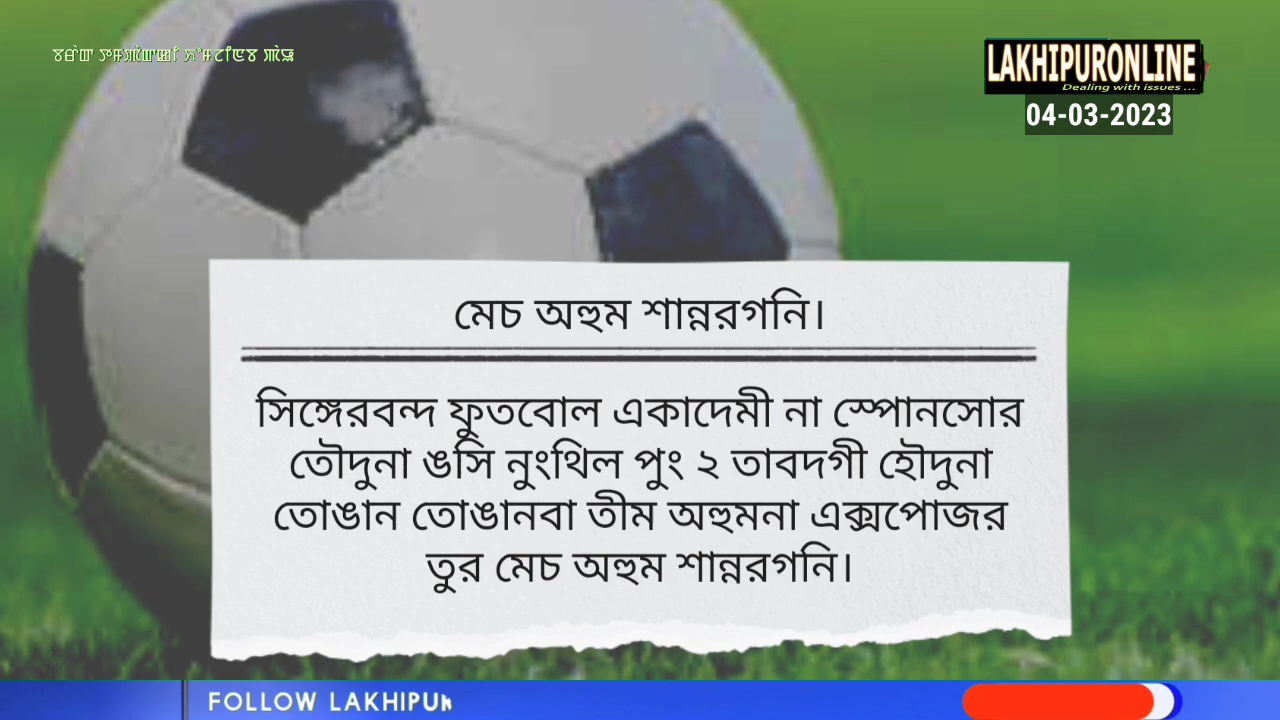 LAKHIPURONLINE
Dealing with issues ...
04-03-2023
মেচ অহুম শান্নরগনি।
সিঙ্গেরবন্দ ফুতবোল একাদেমী না স্পোনসোর
তৌদুনা ঙসি নুংথিল পুং ২ তাবদগী হৌদুনা
তোঙান তোঙানবা তীম অহুমনা এক্সপোজর
তুর মেচ অহুম শান্নরগনি।
FOLLOW LAKHIPUR